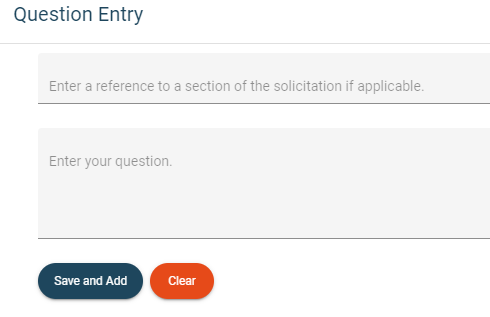 Question Entry
Enter a reference to a section of the solicitation if applicable.
Enter your question.
Save and Add
Clear